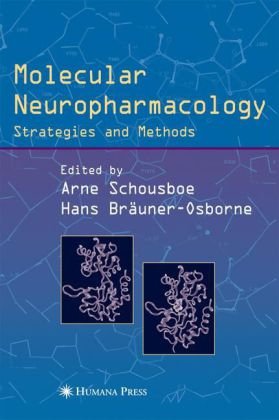 Molecular
Neuropharmacology
Strategies and Methods
Edited by
Arne Schousboe
Hans Bräuner-Osborne
HUMANA PRESS